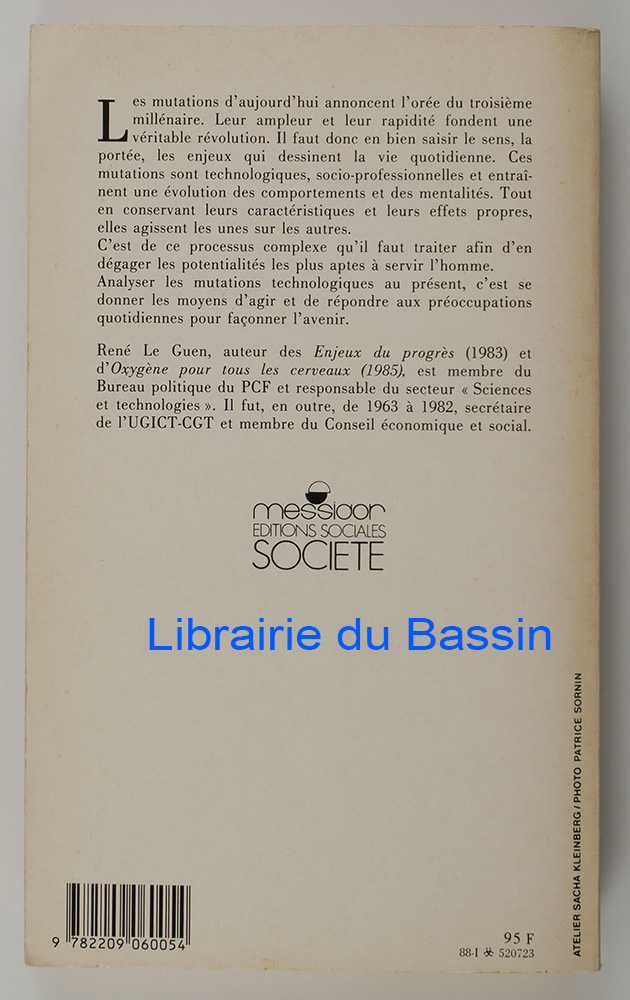 Les mutations d'aujourd'hui annoncent l'orée du troisième
millénaire. Leur ampleur et leur rapidité fondent une
véritable révolution. Il faut donc en bien saisir le sens, la
portée, les enjeux qui dessinent la vie quotidienne. Ces
mutations sont technologiques, socio-professionnelles et entraî-
nent une évolution des comportements et des mentalités. Tout
en conservant leurs caractéristiques et leurs effets propres,
elles agissent les unes sur les autres.
C'est de ce processus complexe qu'il faut traiter afin d'en
dégager les potentialités les plus aptes à servir l'homme.
Analyser les mutations technologiques au présent, c'est se
donner les moyens d'agir et de répondre aux préoccupations
quotidiennes pour façonner l'avenir.
René Le Guen, auteur des Enjeux du progrès (1983) et
d'Oxygène pour tous les cerveaux (1985), est membre du
Bureau politique du PCF et responsable du secteur « Sciences
et technologies ». Il fut, en outre, de 1963 à 1982, secrétaire
de l'UGICT-CGT et membre du Conseil économique et social.
messidor
EDITIONS SOCIALES
SOCIETE
Librairie du Bassin
ATELIER SACHA KLEINBERG / PHOTO PATRICE SORNIN
9 782209 060054
95 F
88-I 520723